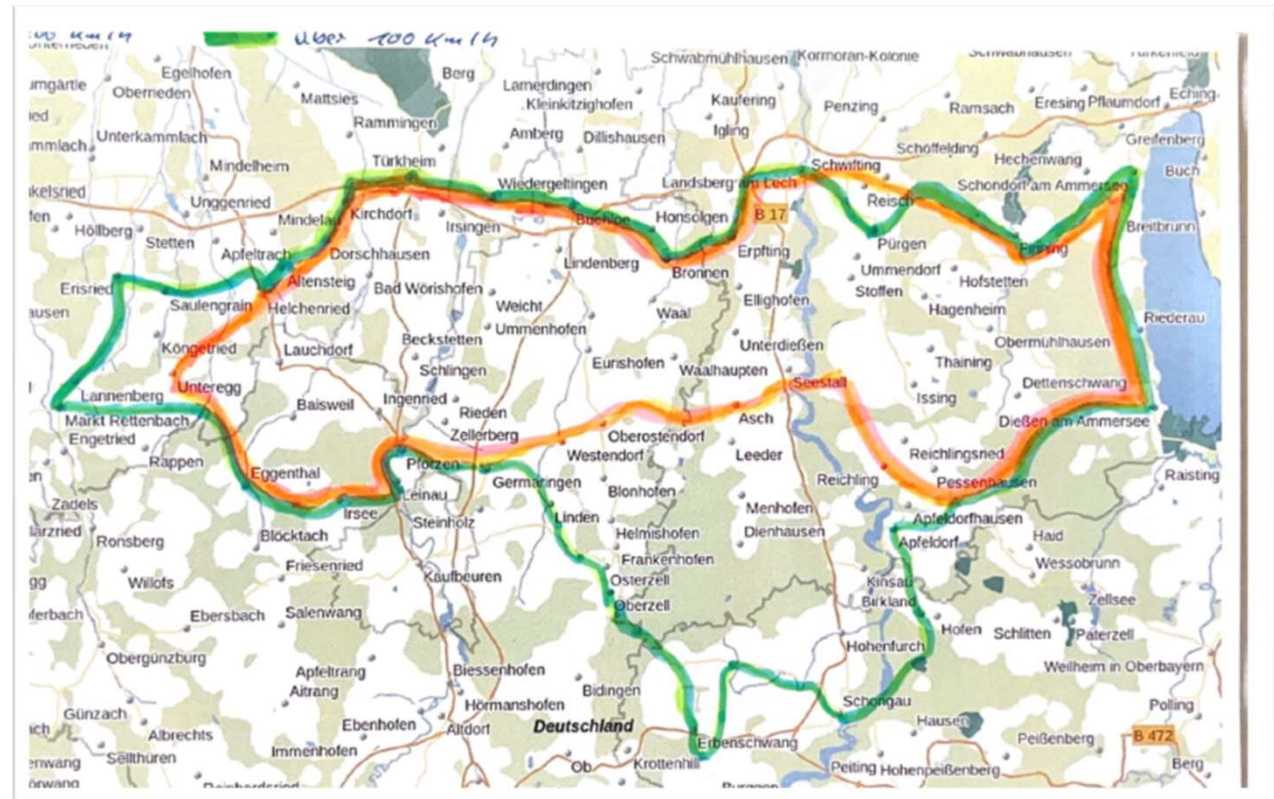 über 100 km/h
Schwabmühlhausen
Kormoran-Kolonie
Egelhofen
Berg
Oberrieden
Lamerdingen
Kleinkitzighofen
Kaufering
Penzing
Ramsach
Eresing
Pflaumdorf
Eching
Mattsies
Rammingen
Unterkammlach
Amberg
Dillishausen
Igling
Schöffelding
Greifenberg
Mindelheim
Türkheim
Hechenwang
Schwifting
Buch
Wiedergeltingen
Landsberg am Lech
Schondorf am Ammersee
Unggenried
Reisch
Höllberg
Mindelau
Kirchdorf
Irsingen
Buchloe
Honsolgen
B 17
Breitbrunn
Stetten
Apfeltrach
Dorschhausen
Lindenberg
Erpfting
Pürgen
Finning
Bronnen
Ummendorf
Erisried
Altensteig
Bad Wörishofen
Stoffen
Hofstetten
Saulengrain
Helchenried
Weicht
Ellighofen
Hagenheim
Waal
Ummenhofen
Riederau
Köngetried
Lauchdorf
Beckstetten
Unterdießen
Obermühlhausen
Schlingen
Eurishofen
Waalhaupten
Thaining
Unteregg
Seestall
Dettenschwang
Lannenberg
Baisweil
Ingenried
Issing
Markt Rettenbach
Rieden
Asch
Dießen am Ammersee
Engetried
Zellerberg
Oberostendorf
Rappen
Pforzen
Westendorf
Leeder
Reichlingsried
Eggenthal
Germaringen
Reichling
Pessenhausen
Raisting
Zadels
Leinau
Blonhofen
Irsee
Steinholz
Linden
Menhofen
Apfeldorfhausen
Ronsberg
Blöcktach
Helmishofen
Dienhausen
Apfeldorf
Haid
Friesenried
Frankenhofen
Wessobrunn
Willofs
Kaufbeuren
Osterzell
Kinsau
Oberzell
Birkland
Zellsee
Ebersbach
Salenwang
Hofen
Schlitten
Paterzell
Obergünzburg
Hohenfurch
Apfeltrang
Biessenhofen
Weilheim in Oberbayern
Aitrang
Bidingen
Hörmanshofen
Schongau
Polling
Günzach
Ebenhofen
Altdorf
Deutschland
Hausen
Albrechts
Peißenberg
B 472
Immenhofen
Erbenschwang
Sellthüren
Ob
Krottenhill
Peiting
Hohenpeißenberg
Berg